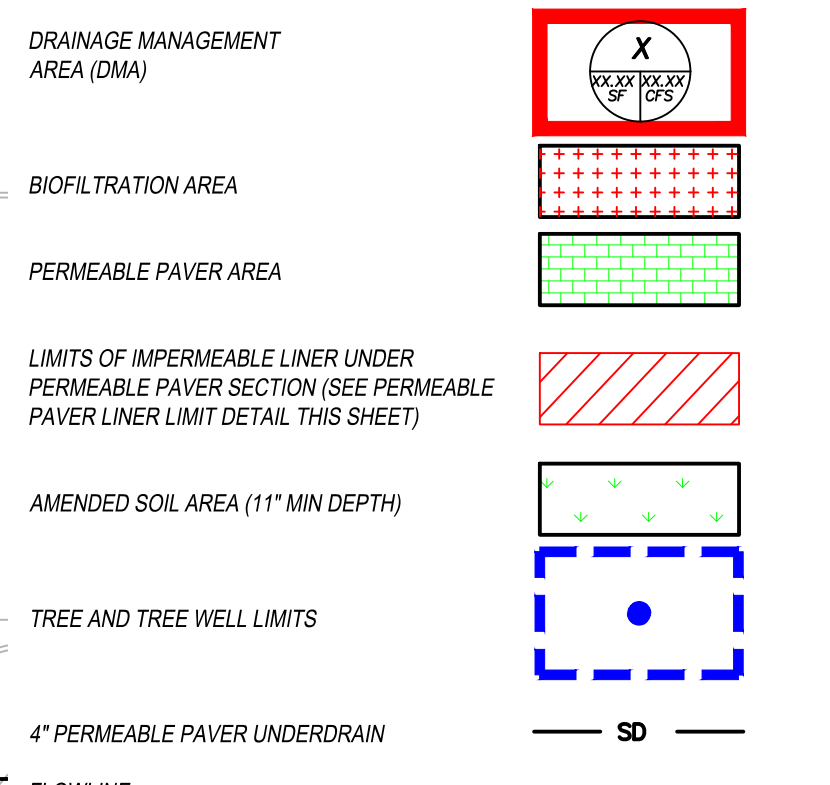 DRAINAGE MANAGEMENT
AREA (DMA)
X
XX.XX XX.XX
SF CFS
BIOFILTRATION AREA
PERMEABLE PAVER AREA
LIMITS OF IMPERMEABLE LINER UNDER
PERMEABLE PAVER SECTION (SEE PERMEABLE
PAVER LINER LIMIT DETAIL THIS SHEET)
AMENDED SOIL AREA (11" MIN DEPTH)
TREE AND TREE WELL LIMITS
4" PERMEABLE PAVER UNDERDRAIN
SD